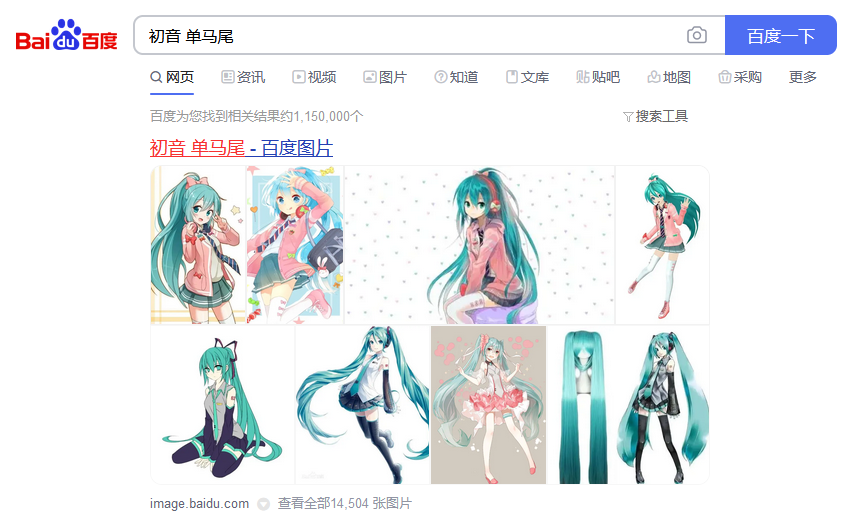 Bai du 百度 初音 单马尾 百度一下
网页 资讯 视频 图片 知道 文库 贴吧 地图 采购 更多
百度为您找到相关结果约1,150,000个 搜索工具
初音 单马尾 - 百度图片
image.baidu.com 查看全部14,504 张图片